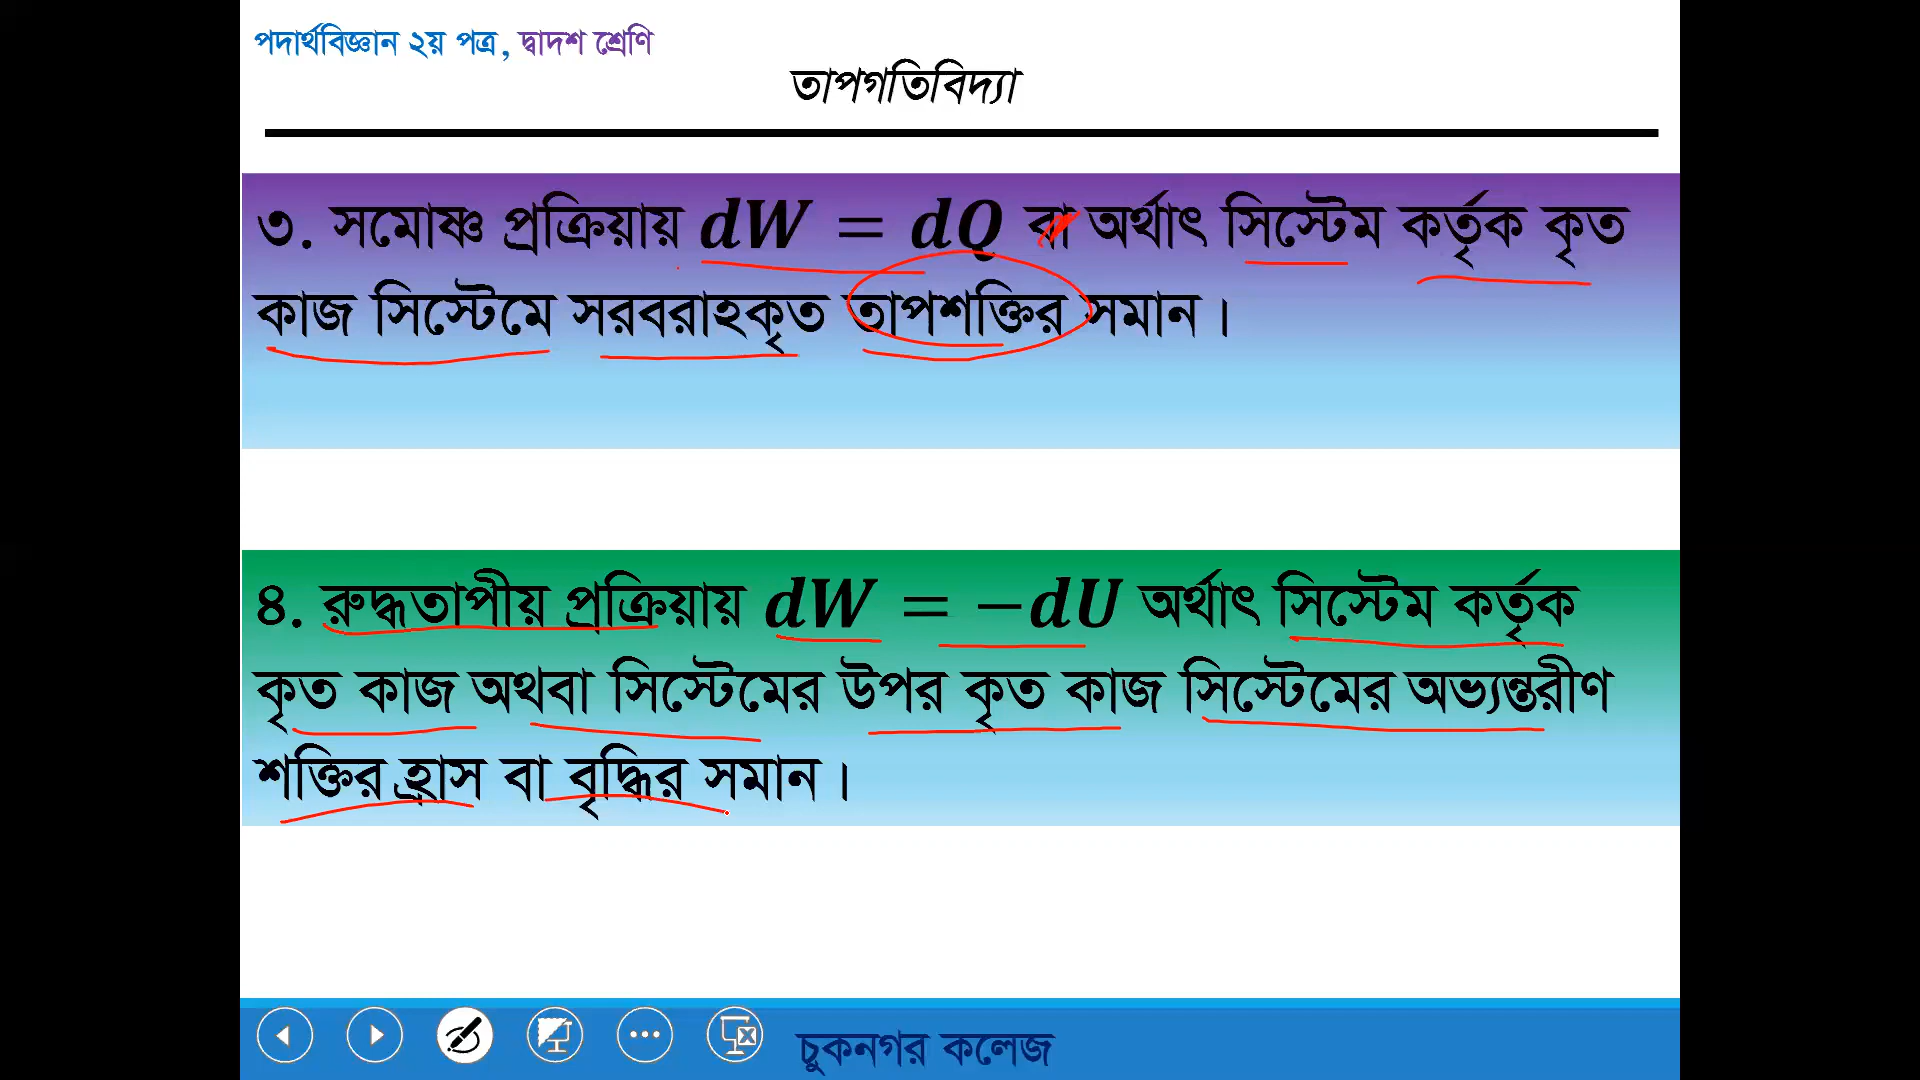 পদার্থবিজ্ঞান ২য় পত্র, দ্বাদশ শ্রেণি
তাপগতিবিদ্যা
৩. সমোষ্ণ প্রক্রিয়ায় dW = dQ বা অর্থাৎ সিস্টেম কর্তৃক কৃত
কাজ সিস্টেমে সরবরাহকৃত তাপশক্তির সমান।
৪. রুদ্ধতাপীয় প্রক্রিয়ায় dW = −dU অর্থাৎ সিস্টেম কর্তৃক
কৃত কাজ অথবা সিস্টেমের উপর কৃত কাজ সিস্টেমের অভ্যন্তরীণ
শক্তির হ্রাস বা বৃদ্ধির সমান।
চুকনগর কলেজ